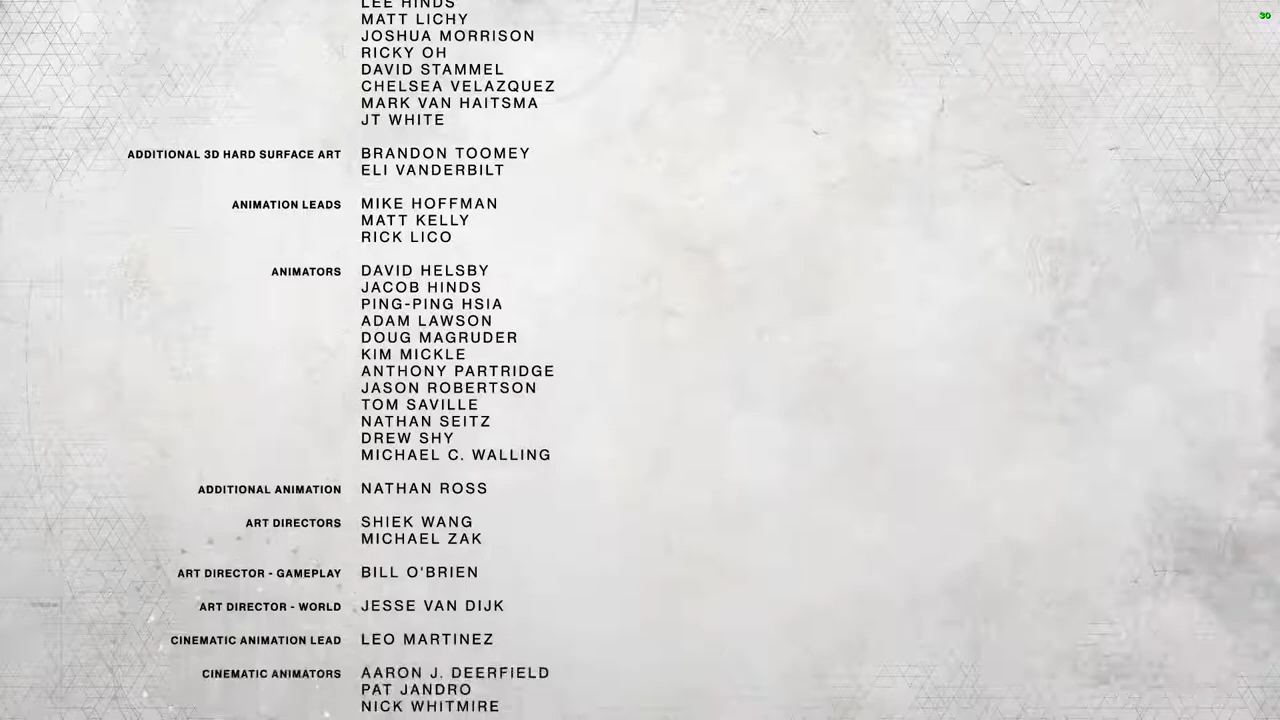 LEE HINDS
MATT LICHY
JOSHUA MORRISON
RICKY OH
DAVID STAMMEL
CHELSEA VELAZQUEZ
MARK VAN HAITSMA
JT WHITE
ADDITIONAL 3D HARD SURFACE ART BRANDON TOOMEY
ELI VANDERBILT
ANIMATION LEADS MIKE HOFFMAN
MATT KELLY
RICK LICO
ANIMATORS DAVID HELSBY
JACOB HINDS
PING-PING HSIA
ADAM LAWSON
DOUG MAGRUDER
KIM MICKLE
ANTHONY PARTRIDGE
JASON ROBERTSON
TOM SAVILLE
NATHAN SEITZ
DREW SHY
MICHAEL C. WALLING
ADDITIONAL ANIMATION NATHAN ROSS
ART DIRECTORS SHIEK WANG
MICHAEL ZAK
ART DIRECTOR - GAMEPLAY BILL O'BRIEN
ART DIRECTOR - WORLD JESSE VAN DIJK
CINEMATIC ANIMATION LEAD LEO MARTINEZ
CINEMATIC ANIMATORS AARON J. DEERFIELD
PAT JANDRO
NICK WHITMIRE
30